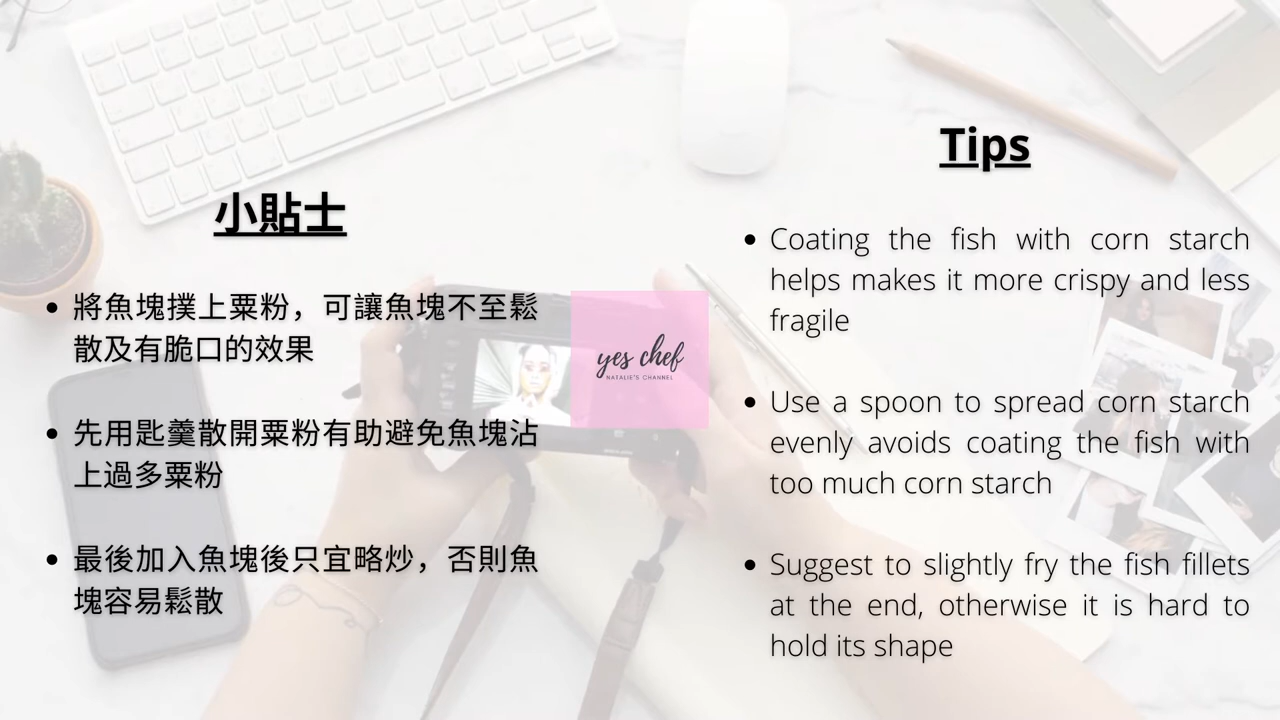 小貼士
• 將魚塊撲上粟粉，可讓魚塊不至鬆
散及有脆口的效果
• 先用匙羹散開粟粉有助避免魚塊沾
上過多粟粉
• 最後加入魚塊後只宜略炒，否則魚
塊容易鬆散
yes chef
NATALIE'S CHANNEL
Tips
• Coating the fish with corn starch
helps makes it more crispy and less
fragile
• Use a spoon to spread corn starch
evenly avoids coating the fish with
too much corn starch
• Suggest to slightly fry the fish fillets
at the end, otherwise it is hard to
hold its shape